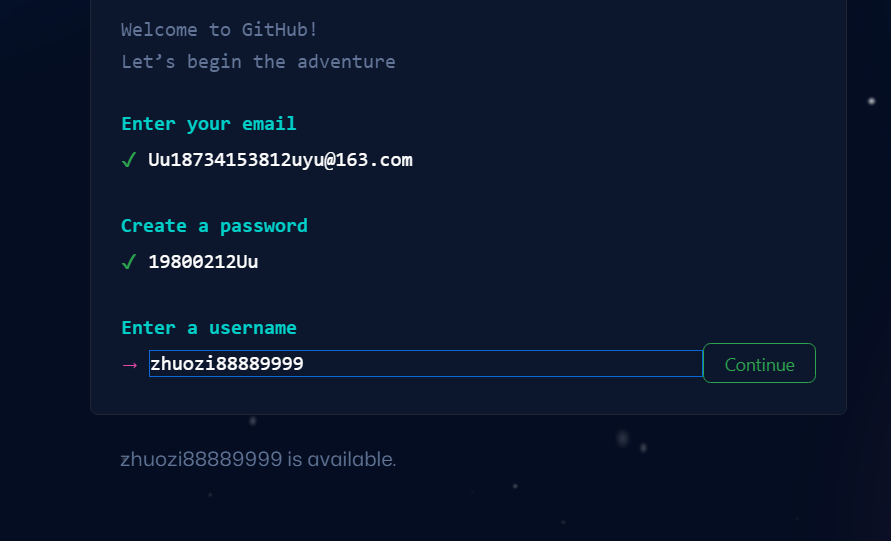 Welcome to GitHub!
Let’s begin the adventure
Enter your email
✓ Uu18734153812uyu@163.com
Create a password
✓ 19800212Uu
Enter a username
→ zhuozi88889999
Continue
zhuozi88889999 is available.